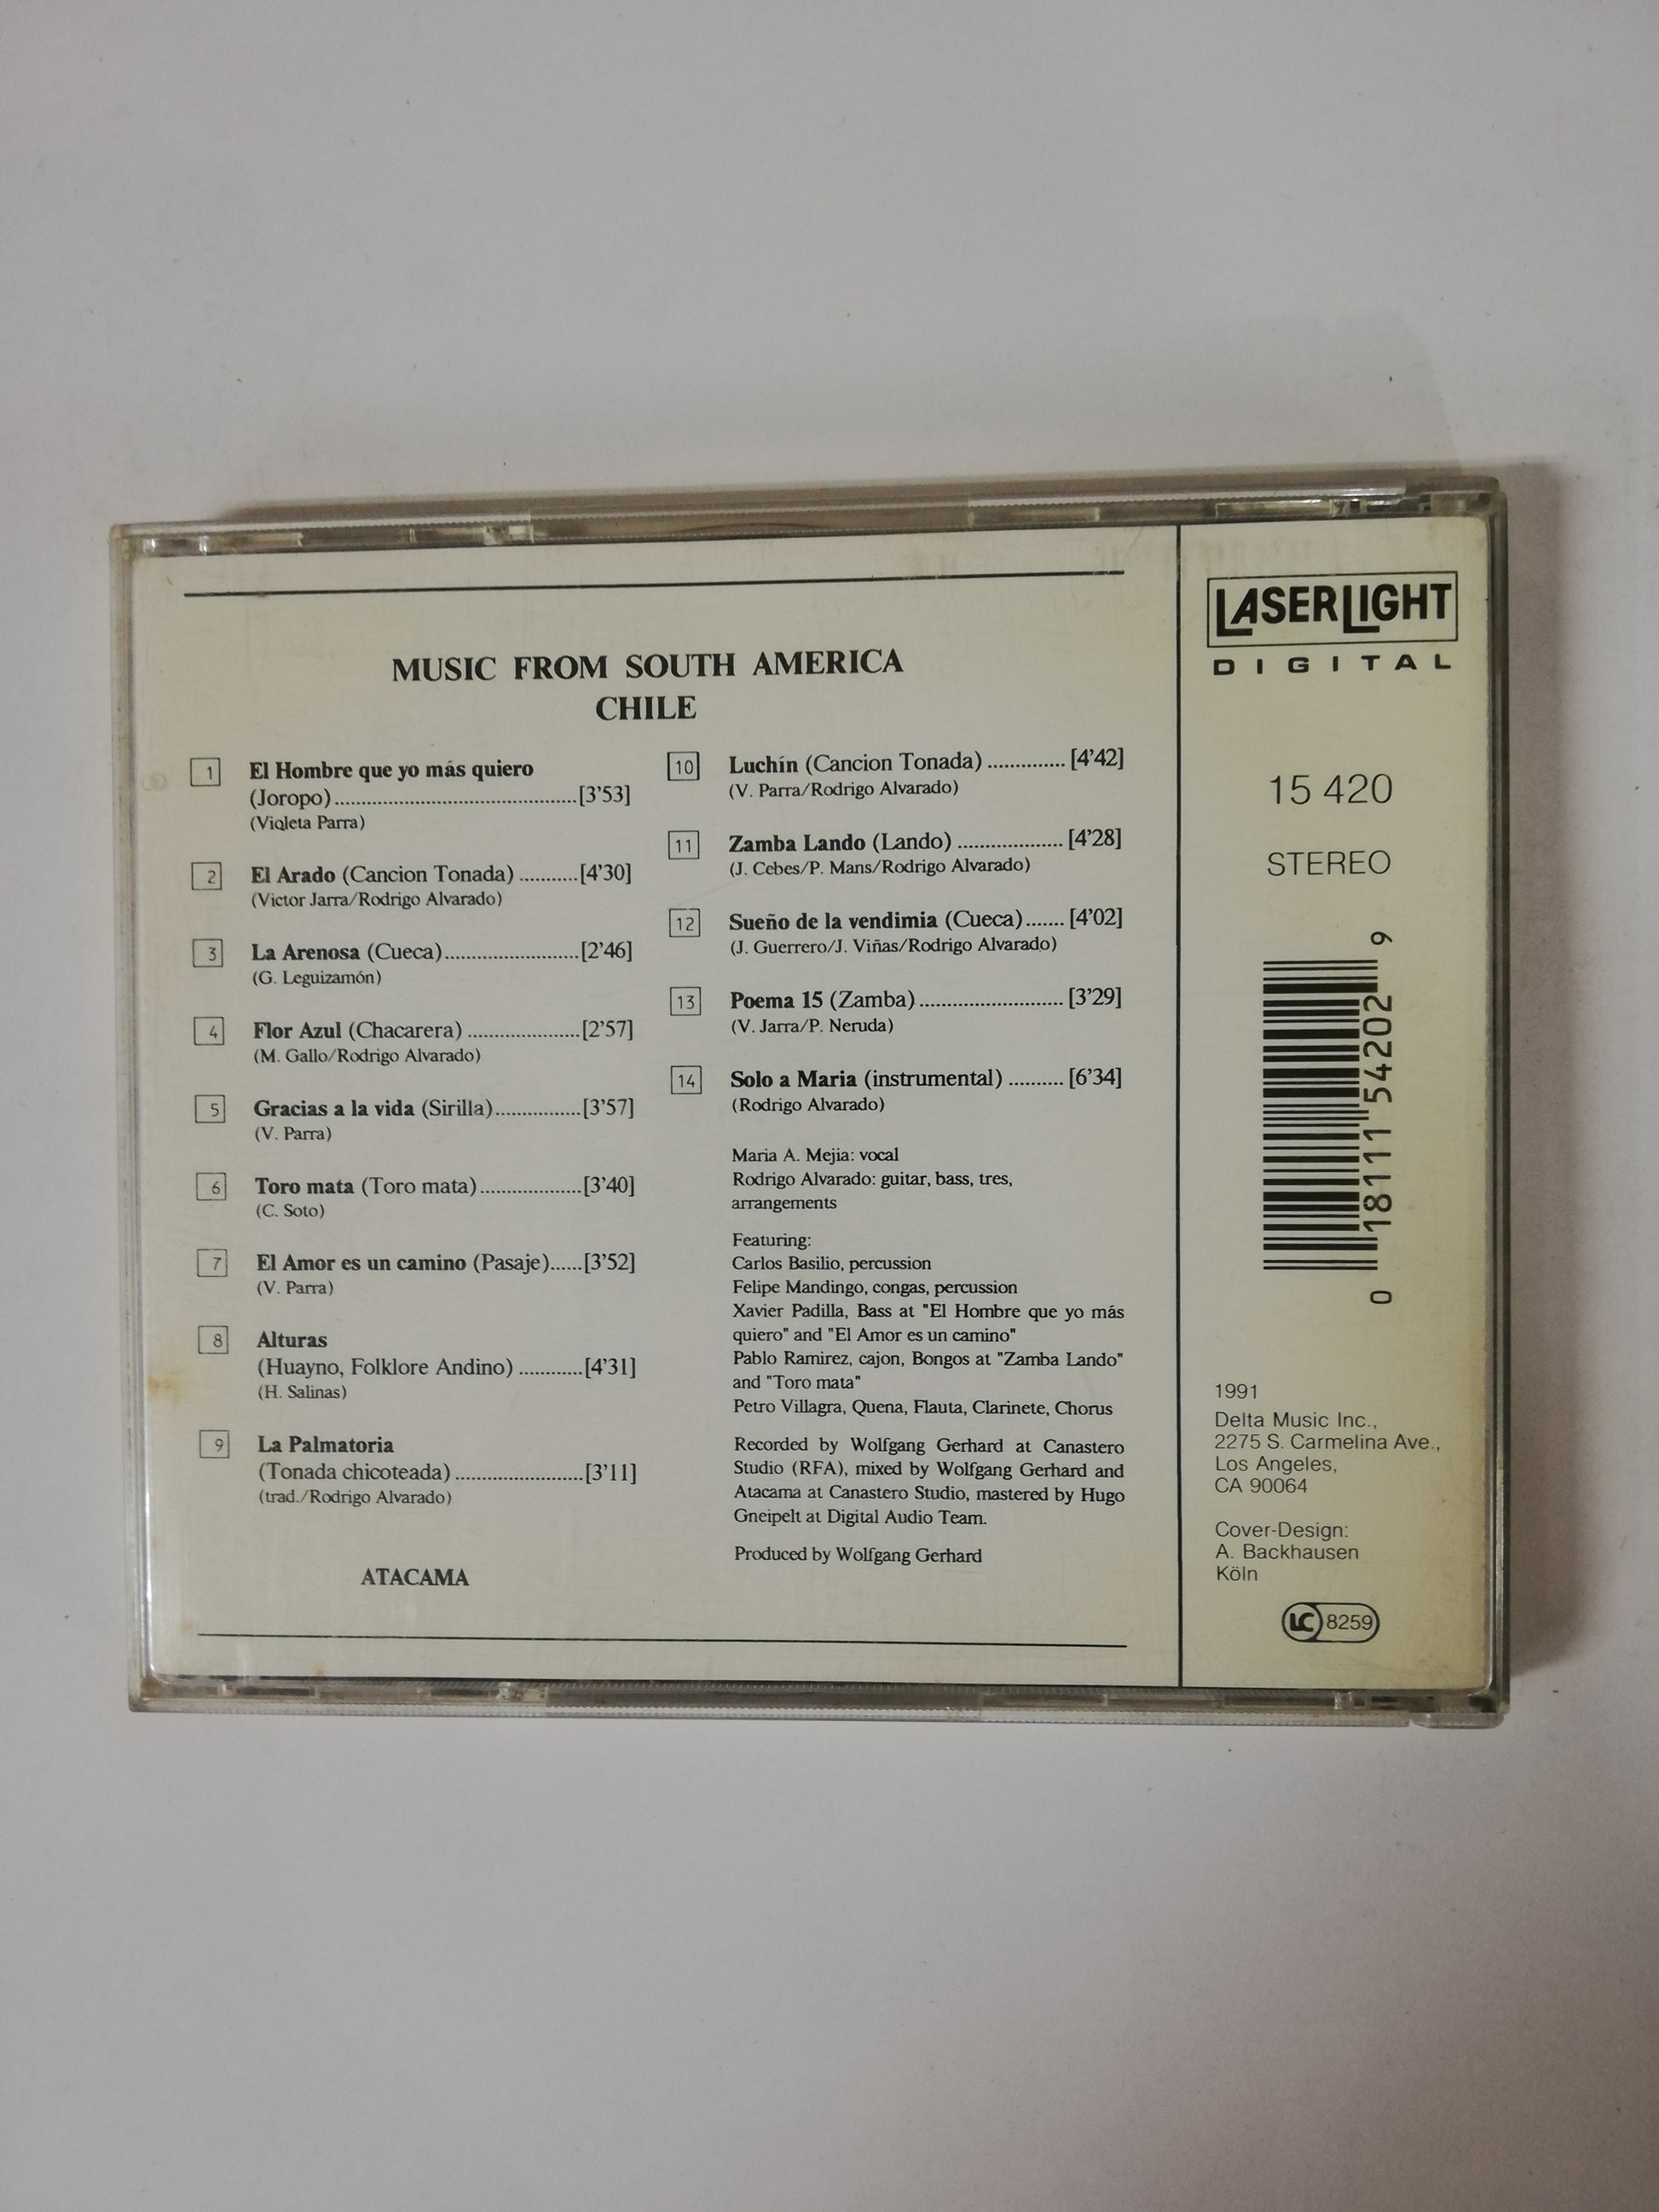 MUSIC FROM SOUTH AMERICA
CHILE
1 El Hombre que yo más quiero
(Joropo)..........................................[3'53]
(Violeta Parra)
2 El Arado (Cancion Tonada) ..........[4'30]
(Victor Jarra/Rodrigo Alvarado)
3 La Arenosa (Cueca).......................[2'46]
(G. Leguizamón)
4 Flor Azul (Chacarera) ...................[2'57]
(M. Gallo/Rodrigo Alvarado)
5 Gracias a la vida (Sirilla)...............[3'57]
(V. Parra)
6 Toro mata (Toro mata)..................[3'40]
(C. Soto)
7 El Amor es un camino (Pasaje)......[3'52]
(V. Parra)
8 Alturas
(Huayno, Folklore Andino) ...........[4'31]
(H. Salinas)
9 La Palmatoria
(Tonada chicoteada) ......................[3'11]
(trad./Rodrigo Alvarado)
ATACAMA
10 Luchín (Cancion Tonada) .............. [4'42]
(V. Parra/Rodrigo Alvarado)
11 Zamba Lando (Lando) ................... [4'28]
(J. Cebes/P. Mans/Rodrigo Alvarado)
12 Sueño de la vendimia (Cueca)....... [4'02]
(J. Guerrero/J. Viñas/Rodrigo Alvarado)
13 Poema 15 (Zamba)......................... [3'29]
(V. Jarra/P. Neruda)
14 Solo a Maria (instrumental) .......... [6'34]
(Rodrigo Alvarado)
Maria A. Mejia: vocal
Rodrigo Alvarado: guitar, bass, tres,
arrangements
Featuring:
Carlos Basilio, percussion
Felipe Mandingo, congas, percussion
Xavier Padilla, Bass at "El Hombre que yo más
quiero" and "El Amor es un camino"
Pablo Ramirez, cajon, Bongos at "Zamba Lando"
and "Toro mata"
Petro Villagra, Quena, Flauta, Clarinete, Chorus
Recorded by Wolfgang Gerhard at Canastero
Studio (RFA), mixed by Wolfgang Gerhard and
Atacama at Canastero Studio, mastered by Hugo
Gneipelt at Digital Audio Team.
Produced by Wolfgang Gerhard
LASERLIGHT
DIGITAL
15 420
STEREO
0 18111 54202 9
1991
Delta Music Inc.,
2275 S. Carmelina Ave.,
Los Angeles,
CA 90064
Cover-Design:
A. Backhausen
Köln
LC 8259